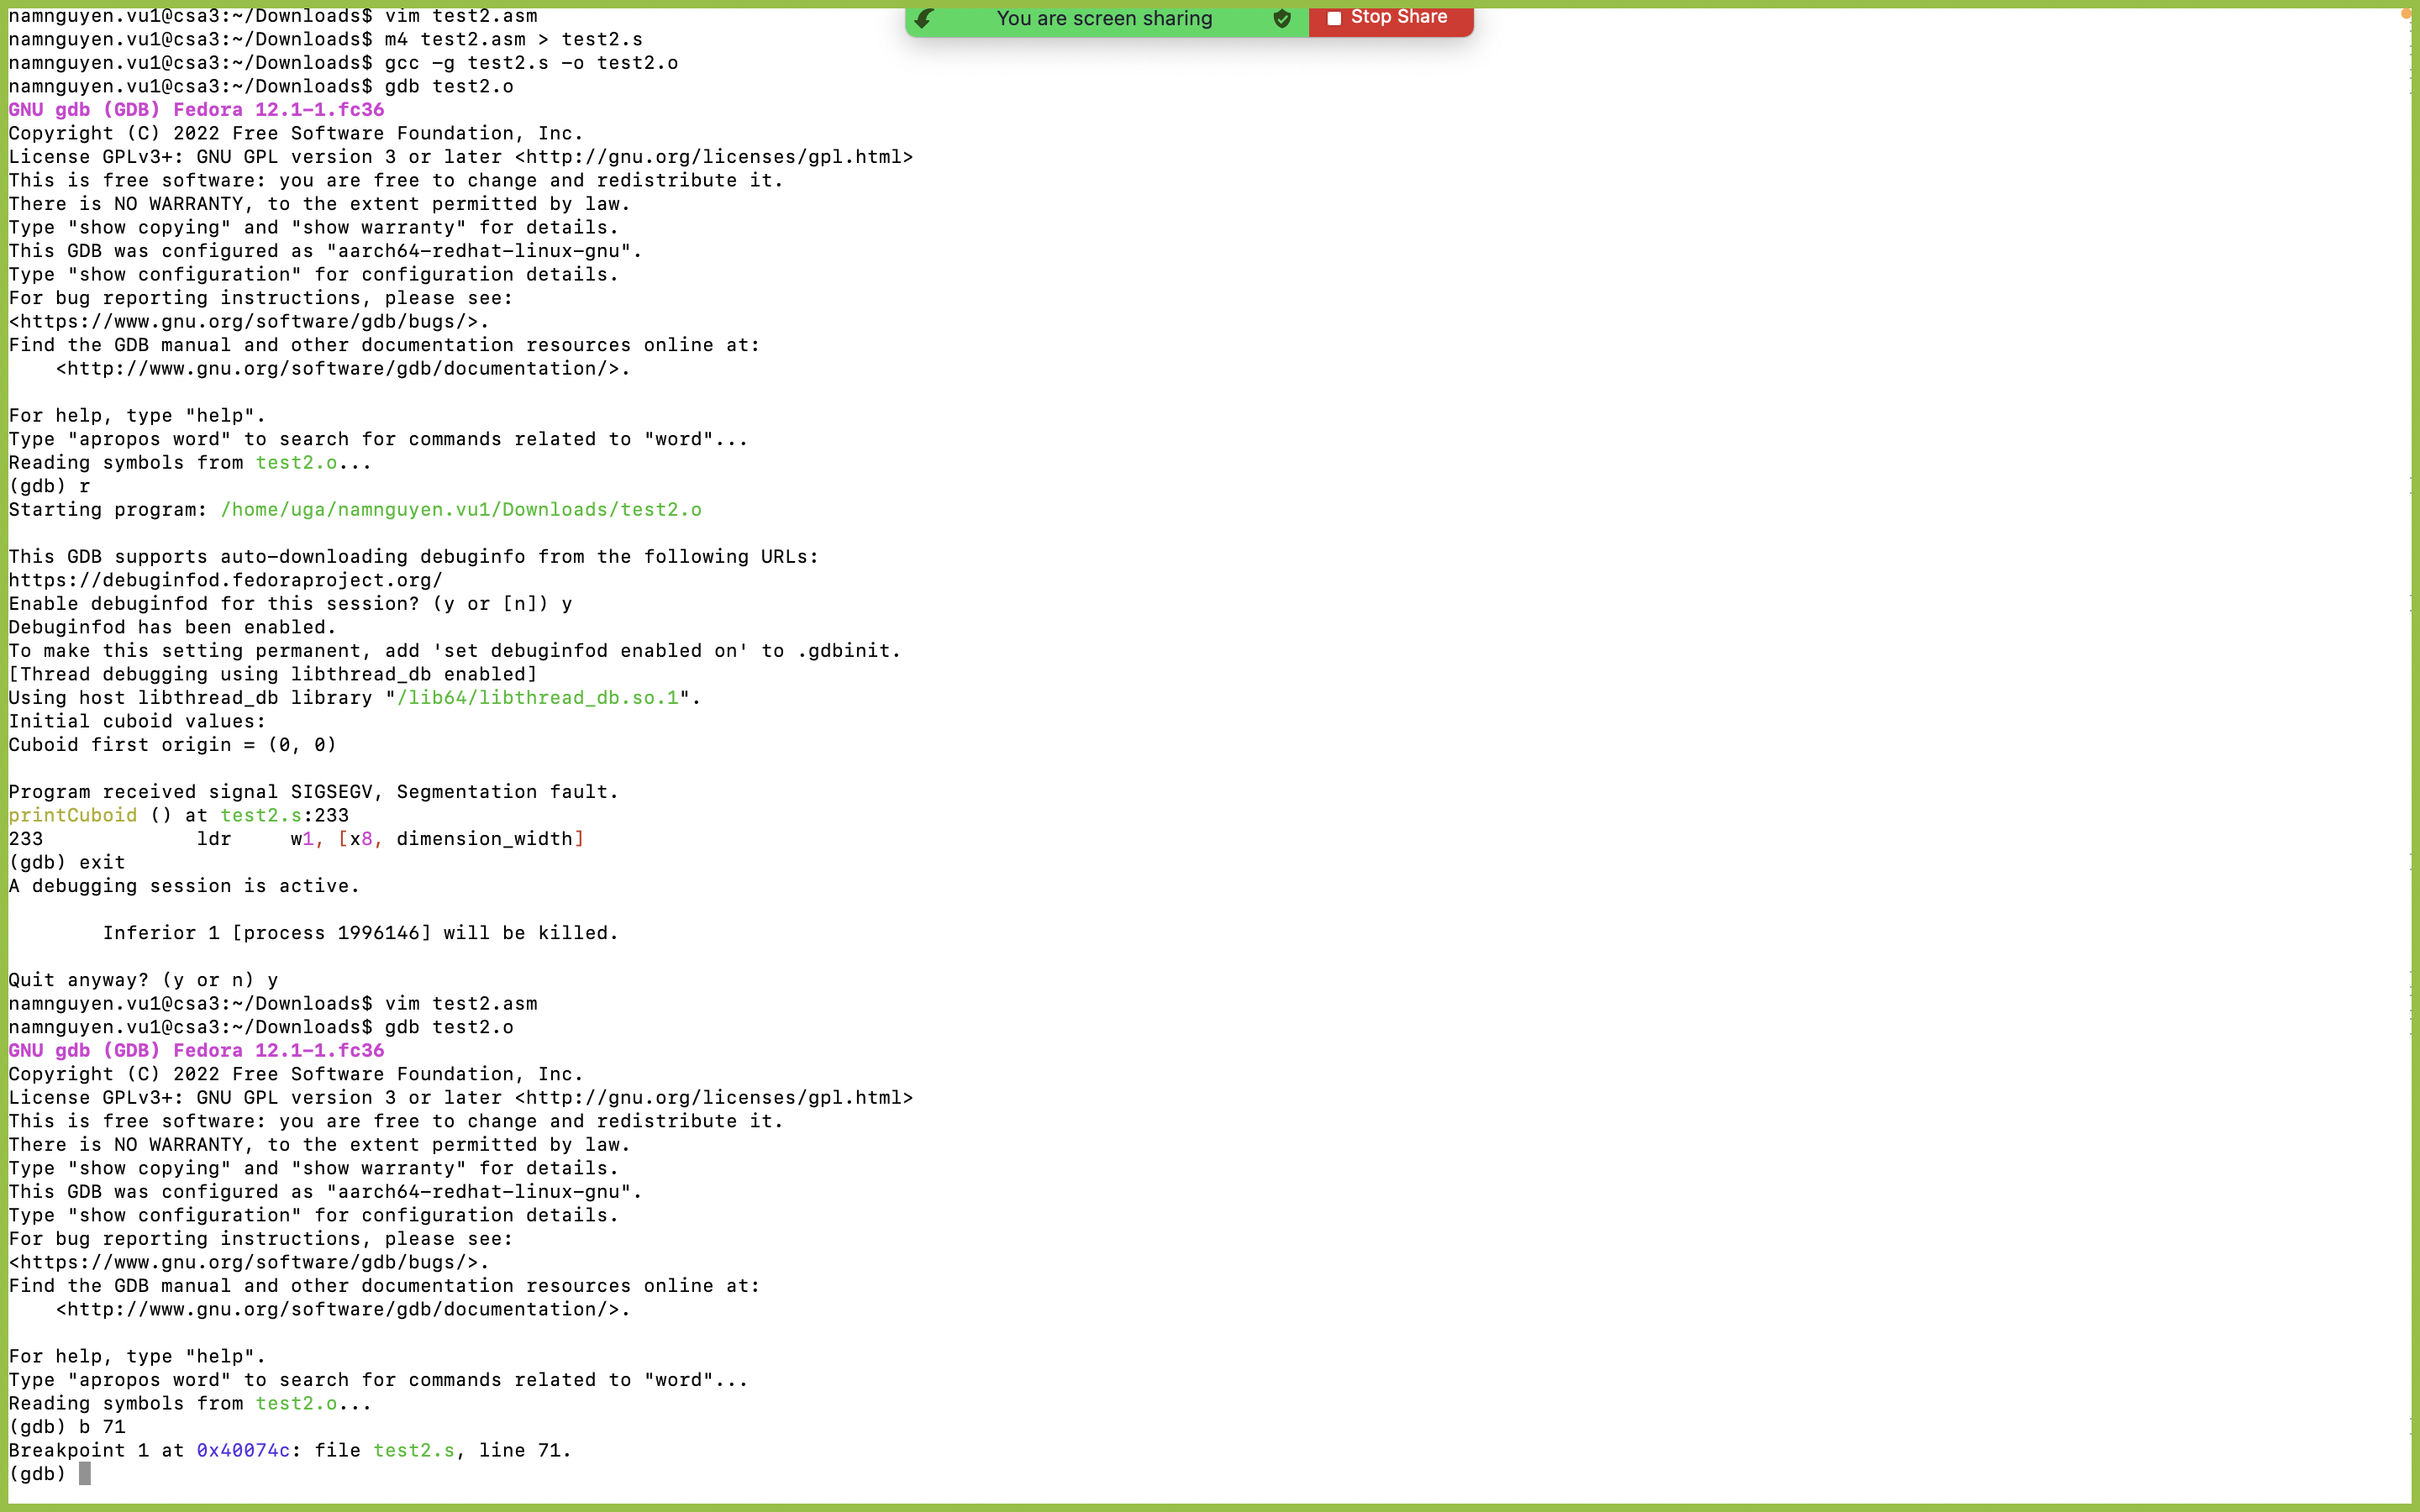 namnguyen.vu1@csa3:~/Downloads$ vim test2.asm
You are screen sharing
Stop Share
namnguyen.vu1@csa3:~/Downloads$ m4 test2.asm > test2.s
namnguyen.vu1@csa3:~/Downloads$ gcc -g test2.s -o test2.o
namnguyen.vu1@csa3:~/Downloads$ gdb test2.o
GNU gdb (GDB) Fedora 12.1-1.fc36
Copyright (C) 2022 Free Software Foundation, Inc.
License GPLv3+: GNU GPL version 3 or later <http://gnu.org/licenses/gpl.html>
This is free software: you are free to change and redistribute it.
There is NO WARRANTY, to the extent permitted by law.
Type "show copying" and "show warranty" for details.
This GDB was configured as "aarch64-redhat-linux-gnu".
Type "show configuration" for configuration details.
For bug reporting instructions, please see:
<https://www.gnu.org/software/gdb/bugs/>.
Find the GDB manual and other documentation resources online at:
    <http://www.gnu.org/software/gdb/documentation/>.
For help, type "help".
Type "apropos word" to search for commands related to "word"...
Reading symbols from test2.o...
(gdb) r
Starting program: /home/uga/namnguyen.vu1/Downloads/test2.o
This GDB supports auto-downloading debuginfo from the following URLs:
https://debuginfod.fedoraproject.org/
Enable debuginfod for this session? (y or [n]) y
Debuginfod has been enabled.
To make this setting permanent, add 'set debuginfod enabled on' to .gdbinit.
[Thread debugging using libthread_db enabled]
Using host libthread_db library "/lib64/libthread_db.so.1".
Initial cuboid values:
Cuboid first origin = (0, 0)
Program received signal SIGSEGV, Segmentation fault.
printCuboid () at test2.s:233
233             ldr     w1, [x8, dimension_width]
(gdb) exit
A debugging session is active.
        Inferior 1 [process 1996146] will be killed.
Quit anyway? (y or n) y
namnguyen.vu1@csa3:~/Downloads$ vim test2.asm
namnguyen.vu1@csa3:~/Downloads$ gdb test2.o
GNU gdb (GDB) Fedora 12.1-1.fc36
Copyright (C) 2022 Free Software Foundation, Inc.
License GPLv3+: GNU GPL version 3 or later <http://gnu.org/licenses/gpl.html>
This is free software: you are free to change and redistribute it.
There is NO WARRANTY, to the extent permitted by law.
Type "show copying" and "show warranty" for details.
This GDB was configured as "aarch64-redhat-linux-gnu".
Type "show configuration" for configuration details.
For bug reporting instructions, please see:
<https://www.gnu.org/software/gdb/bugs/>.
Find the GDB manual and other documentation resources online at:
    <http://www.gnu.org/software/gdb/documentation/>.
For help, type "help".
Type "apropos word" to search for commands related to "word"...
Reading symbols from test2.o...
(gdb) b 71
Breakpoint 1 at 0x40074c: file test2.s, line 71.
(gdb)